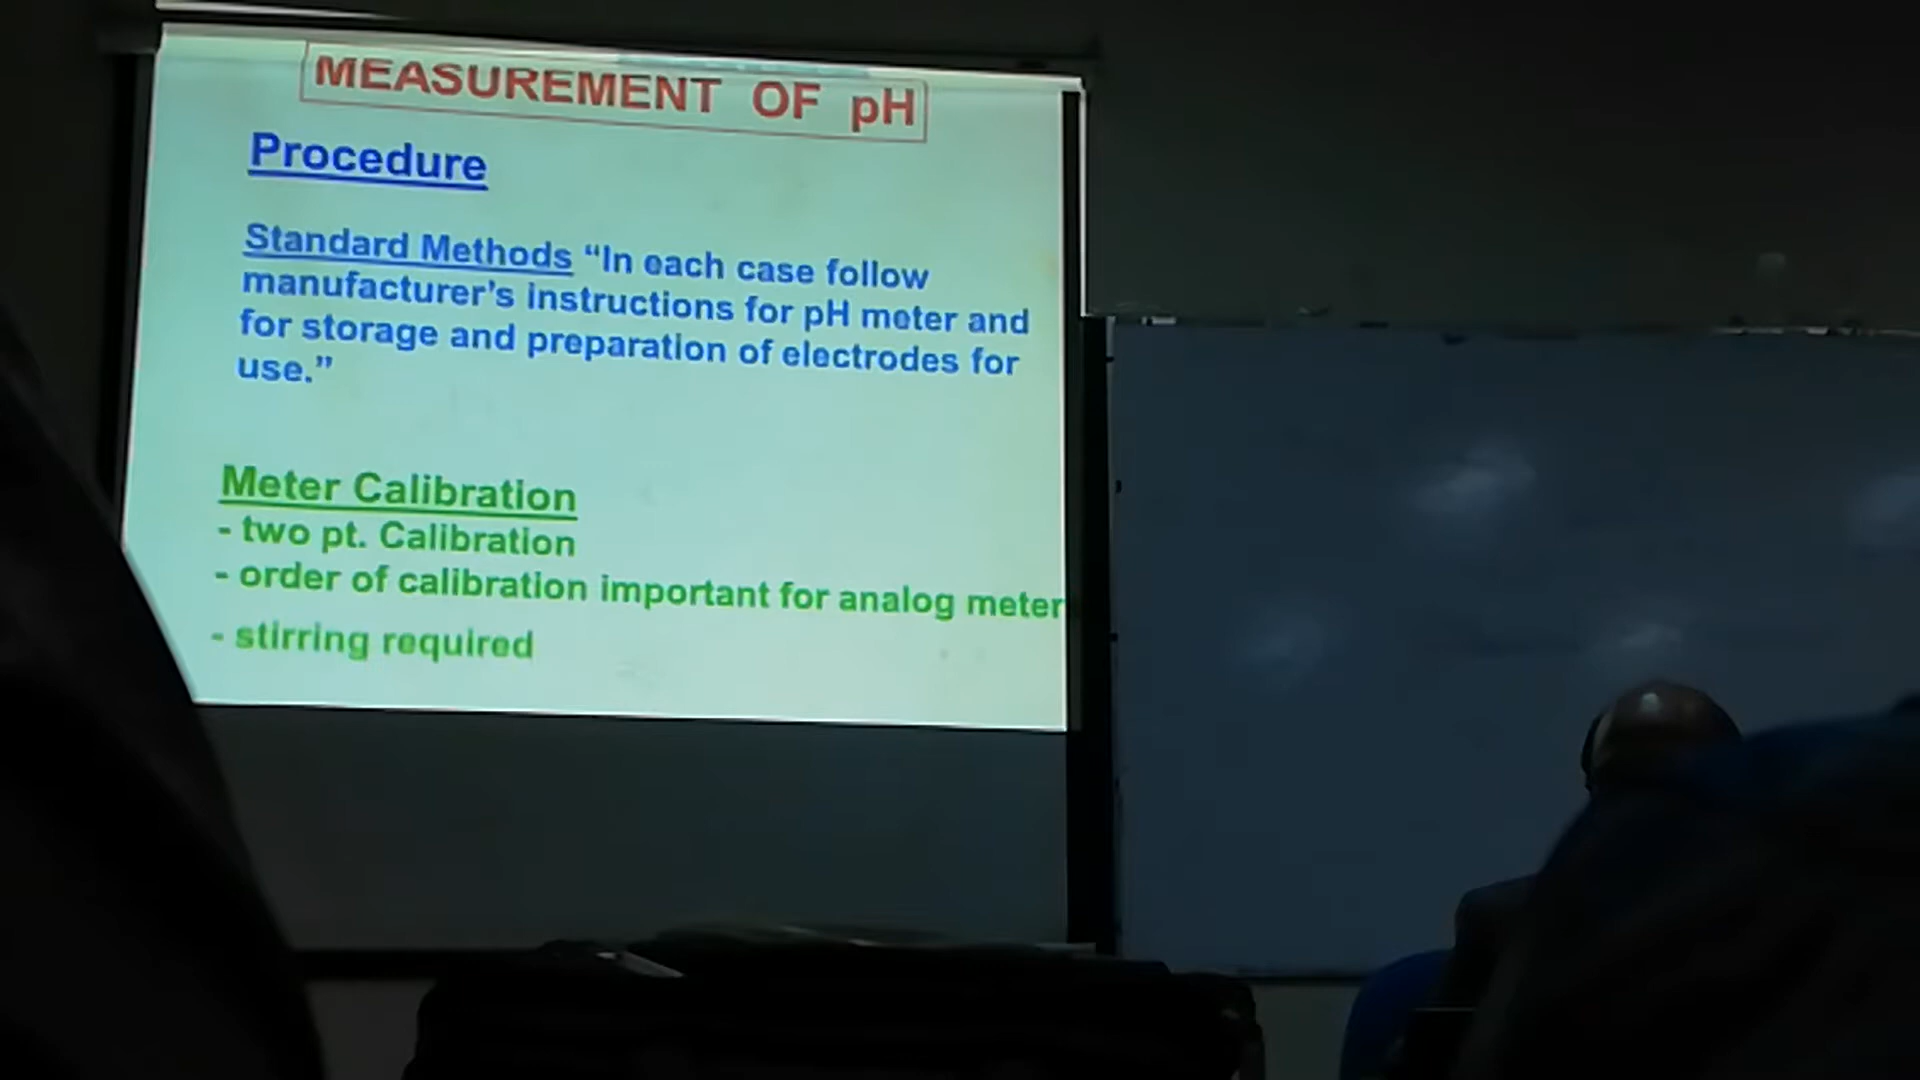 MEASUREMENT OF pH
Procedure
Standard Methods “In each case follow
manufacturer’s instructions for pH meter and
for storage and preparation of electrodes for
use.”
Meter Calibration
- two pt. Calibration
- order of calibration important for analog meter
- stirring required